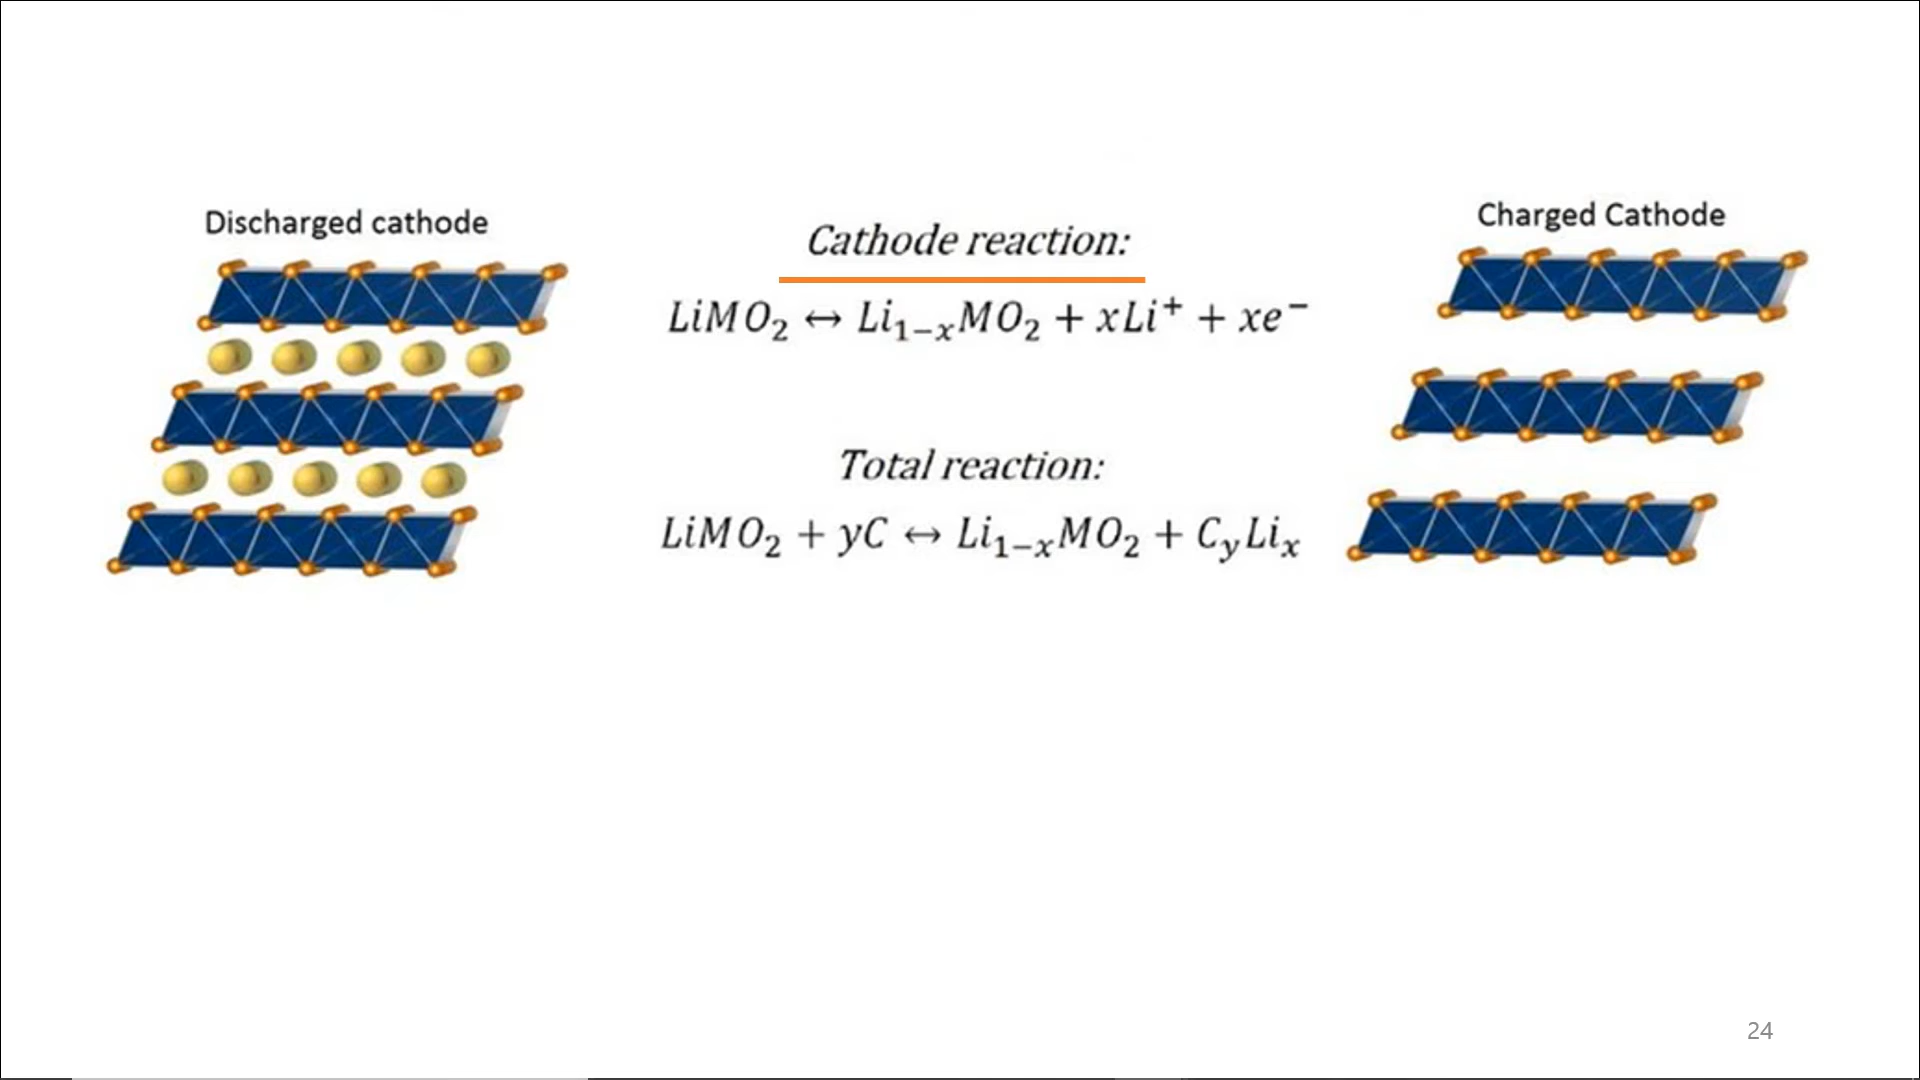 Discharged cathode
Cathode reaction:
LiMO₂ ↔ Li₁₋ₓMO₂ + xLi⁺ + xe⁻
Total reaction:
LiMO₂ + yC ↔ Li₁₋ₓMO₂ + CᵧLiₓ
Charged Cathode
24